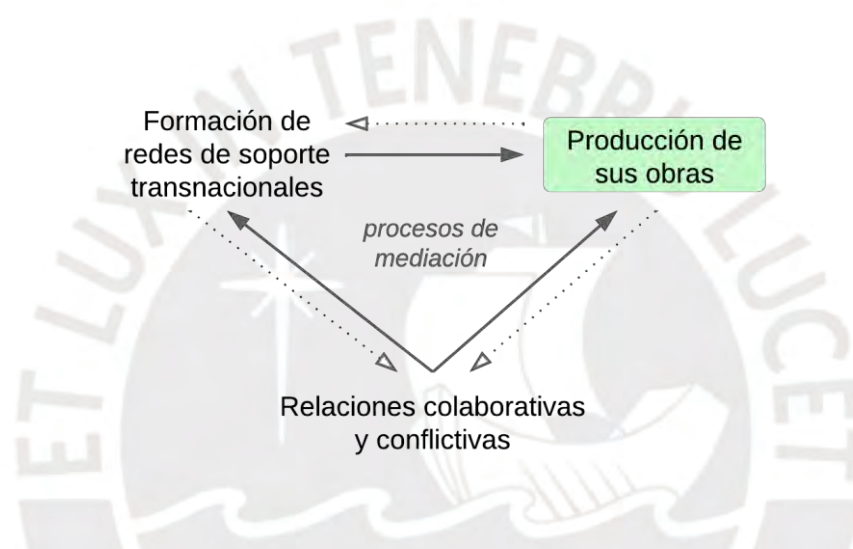 ET LUX IN TENEBRIS LUCET
Formación de
redes de soporte
transnacionales
Producción de
sus obras
procesos de
mediación
Relaciones colaborativas
y conflictivas